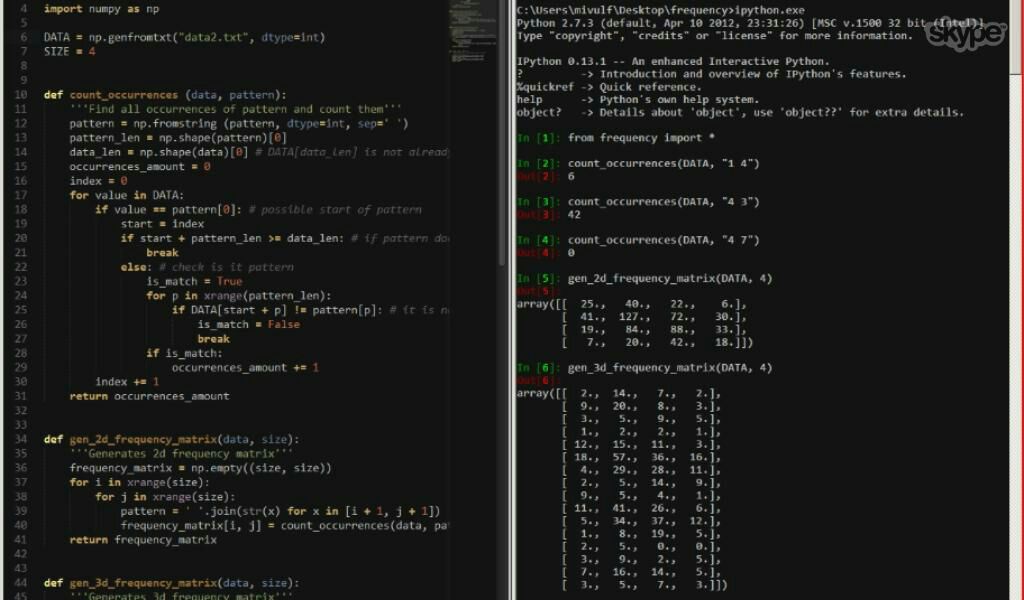 4 import numpy as np
5
6 DATA = np.genfromtxt("data2.txt", dtype=int)
7 SIZE = 4
8
9
10 def count_occurrences (data, pattern):
11 '''Find all occurrences of pattern and count them'''
12 pattern = np.fromstring (pattern, dtype=int, sep=' ')
13 pattern_len = np.shape(pattern)[0]
14 data_len = np.shape(data)[0] # DATA[data_len] is not already
15 occurrences_amount = 0
16 index = 0
17 for value in DATA:
18 if value == pattern[0]: # possible start of pattern
19 start = index
20 if start + pattern_len >= data_len: # if pattern do
21 break
22 else: # check is it pattern
23 is_match = True
24 for p in xrange(pattern_len):
25 if DATA[start + p] != pattern[p]: # it is n
26 is_match = False
27 break
28 if is_match:
29 occurrences_amount += 1
30 index += 1
31 return occurrences_amount
32
33
34 def gen_2d_frequency_matrix(data, size):
35 '''Generates 2d frequency matrix'''
36 frequency_matrix = np.empty((size, size))
37 for i in xrange(size):
38 for j in xrange(size):
39 pattern = ' '.join(str(x) for x in [i + 1, j + 1])
40 frequency_matrix[i, j] = count_occurrences(data, pa
41 return frequency_matrix
42
43
44 def gen_3d_frequency_matrix(data, size):
45 '''Generates 3d frequency matrix'''
C:\Users\mivulf\Desktop\frequency>ipython.exe
Python 2.7.3 (default, Apr 10 2012, 23:31:26) [MSC v.1500 32 bit (Intel)]
Type "copyright", "credits" or "license" for more information.
skype

IPython 0.13.1 -- An enhanced Interactive Python.
? -> Introduction and overview of IPython's features.
%quickref -> Quick reference.
help -> Python's own help system.
object? -> Details about 'object', use 'object??' for extra details.

In [1]: from frequency import *

In [2]: count_occurrences(DATA, "1 4")
Out[2]: 6

In [3]: count_occurrences(DATA, "4 3")
Out[3]: 42

In [4]: count_occurrences(DATA, "4 7")
Out[4]: 0

In [5]: gen_2d_frequency_matrix(DATA, 4)
Out[5]:
array([[ 25., 40., 22., 6.],
[ 41., 127., 72., 30.],
[ 19., 84., 88., 33.],
[ 7., 20., 42., 18.]])

In [6]: gen_3d_frequency_matrix(DATA, 4)
Out[6]:
array([[ 2., 14., 7., 2.],
[ 9., 20., 8., 3.],
[ 3., 5., 9., 5.],
[ 1., 2., 2., 1.],
[ 12., 15., 11., 3.],
[ 18., 57., 36., 16.],
[ 4., 29., 28., 11.],
[ 2., 5., 14., 9.],
[ 9., 5., 4., 1.],
[ 11., 41., 26., 6.],
[ 5., 34., 37., 12.],
[ 1., 8., 19., 5.],
[ 2., 5., 0., 0.],
[ 3., 9., 2., 5.],
[ 7., 16., 14., 5.],
[ 3., 5., 7., 3.]])